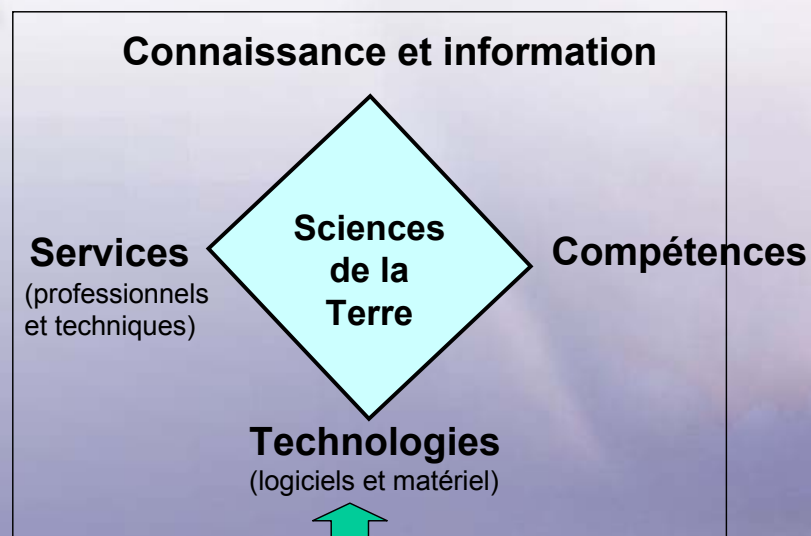 Connaissance et information
Services
(professionnels
et techniques)
Sciences
de la
Terre
Compétences
Technologies
(logiciels et matériel)